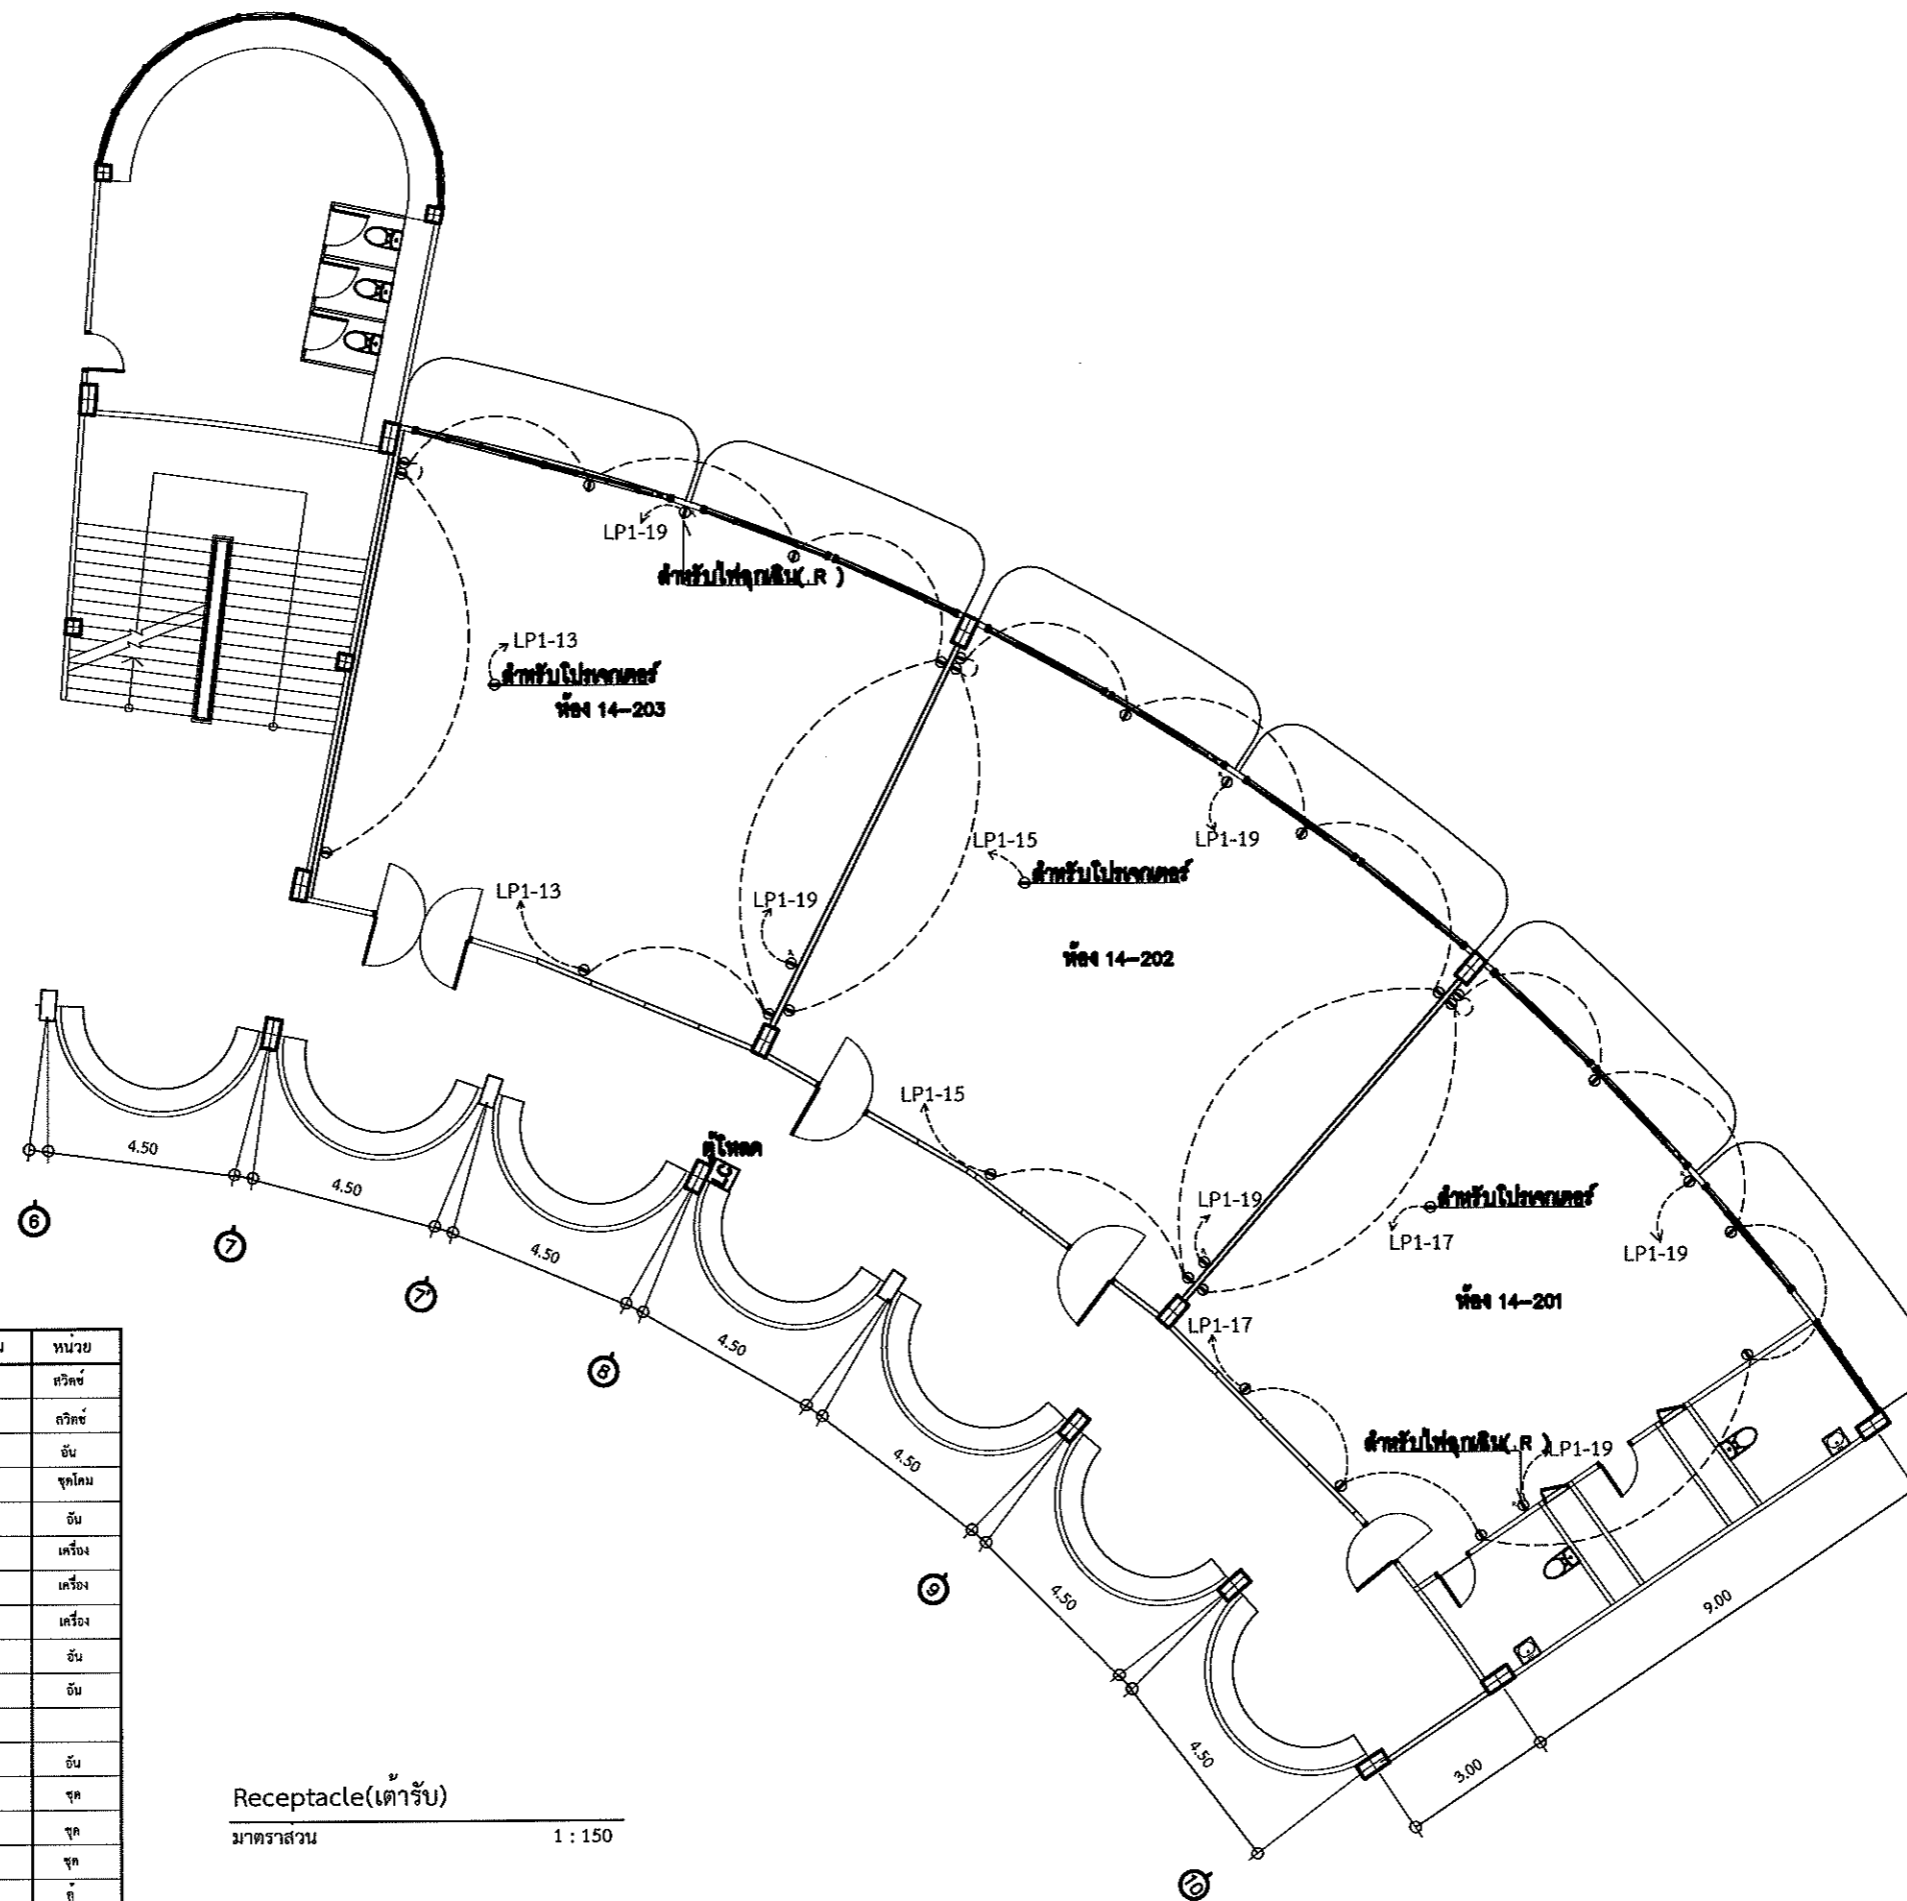 LP1-19
สำหรับไฟฉุกเฉิน( R )
LP1-13
สำหรับโปรเจกเตอร์
ห้อง 14-203
LP1-15
LP1-19
สำหรับโปรเจกเตอร์
LP1-13
LP1-19
ห้อง 14-202
LP1-15
ตู้โหลด
LC
4.50
4.50
4.50
4.50
4.50
4.50
4.50
6
7
7'
8
9
10
LP1-19
สำหรับโปรเจกเตอร์
LP1-17
LP1-19
ห้อง 14-201
LP1-17
สำหรับไฟฉุกเฉิน( R )
LP1-19
9.00
3.00
หน่วย
สวิตช์
สวิตช์
อัน
ชุดโคม
อัน
เครื่อง
เครื่อง
เครื่อง
อัน
อัน
อัน
ชุด
ชุด
ชุด
ตู้
Receptacle(เต้ารับ)
มาตราส่วน 1 : 150